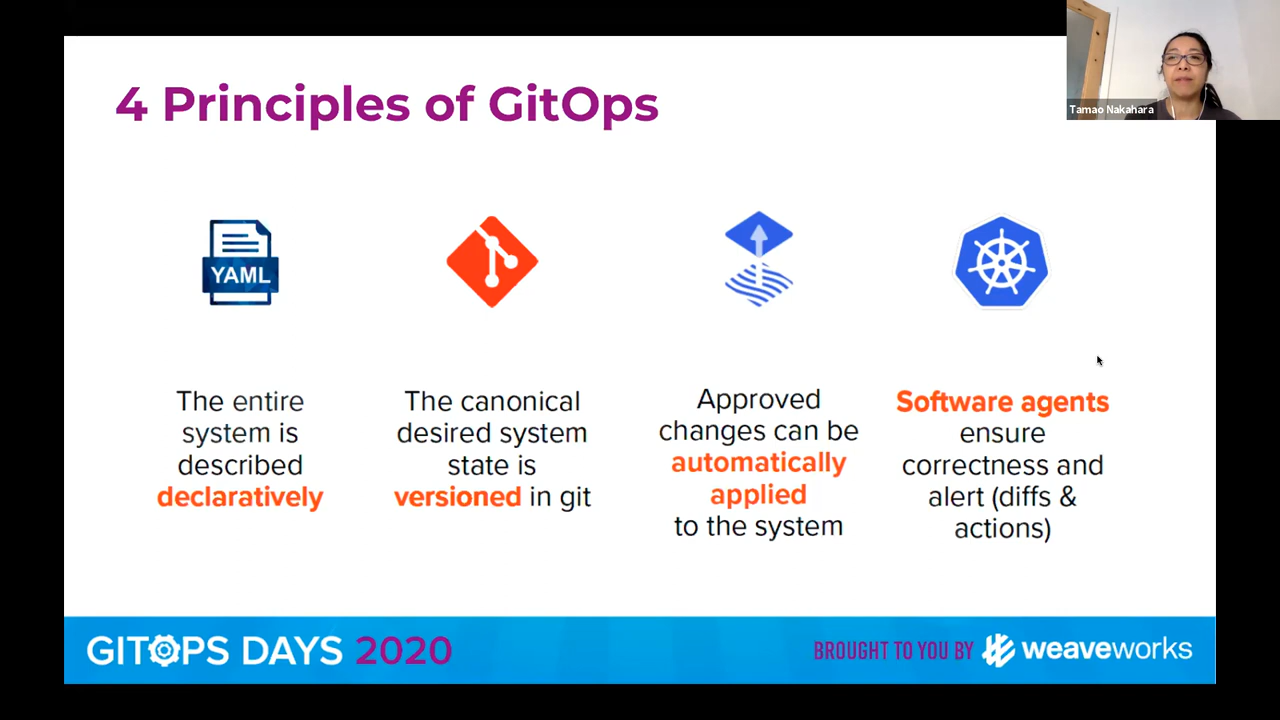 4 Principles of GitOps
Tamao Nakahara
YAML
The entire
system is
described
declaratively
The canonical
desired system
state is
versioned in git
Approved
changes can be
automatically
applied
to the system
Software agents
ensure
correctness and
alert (diffs &
actions)
GITOPS DAYS 2020
BROUGHT TO YOU BY weaveworks